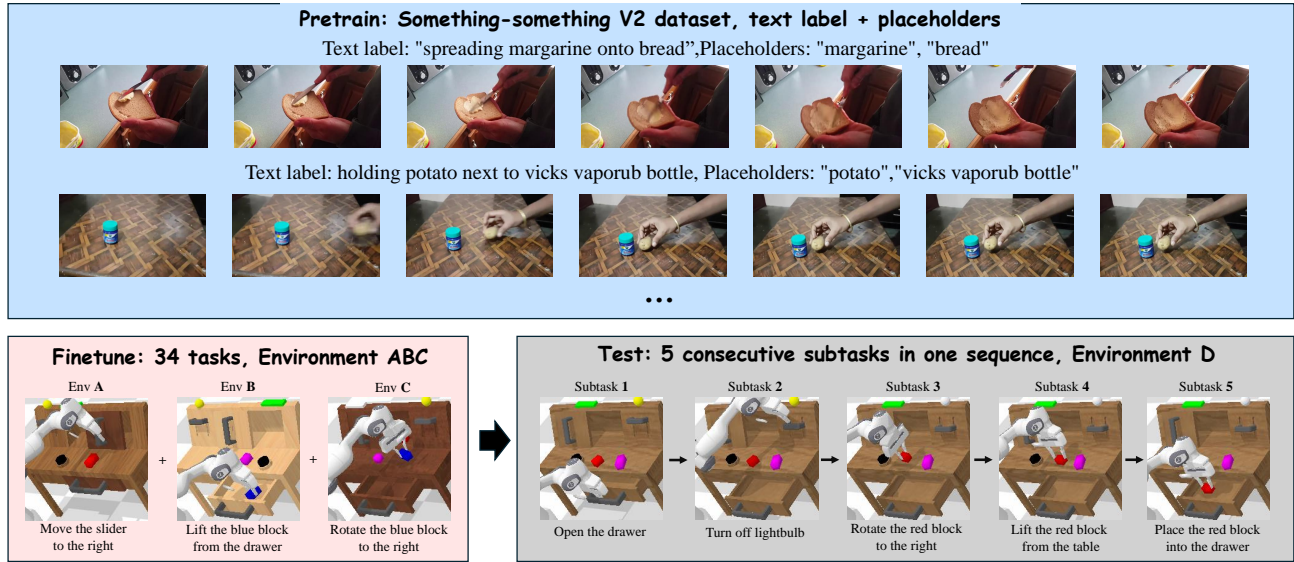 Pretrain: Something-something V2 dataset, text label + placeholders
Text label: "spreading margarine onto bread”,Placeholders: "margarine", "bread"
Text label: holding potato next to vicks vaporub bottle, Placeholders: "potato","vicks vaporub bottle"
...
Finetune: 34 tasks, Environment ABC
Env A
Env B
Env C
+
+
Move the slider
to the right
Lift the blue block
from the drawer
Rotate the blue block
to the right
Test: 5 consecutive subtasks in one sequence, Environment D
Subtask 1
Subtask 2
Subtask 3
Subtask 4
Subtask 5
Open the drawer
Turn off lightbulb
Rotate the red block
to the right
Lift the red block
from the table
Place the red block
into the drawer